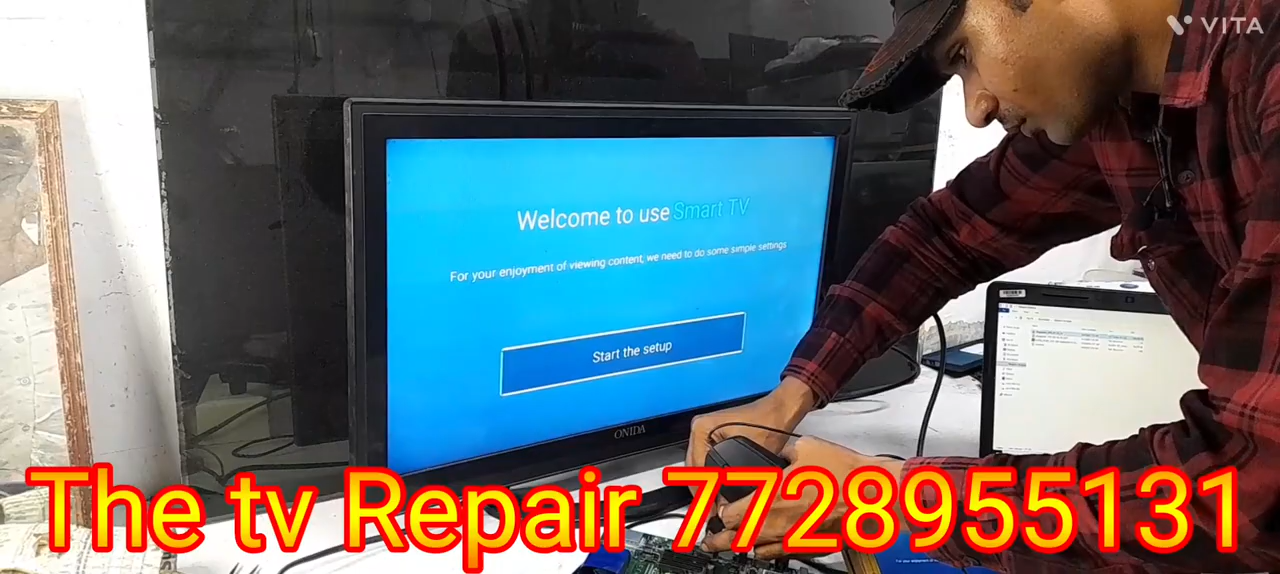 VITA
Welcome to use Smart TV
For your enjoyment of viewing content, we need to do some simple settings
Start the setup
ONIDA
The tv Repair 7728955131